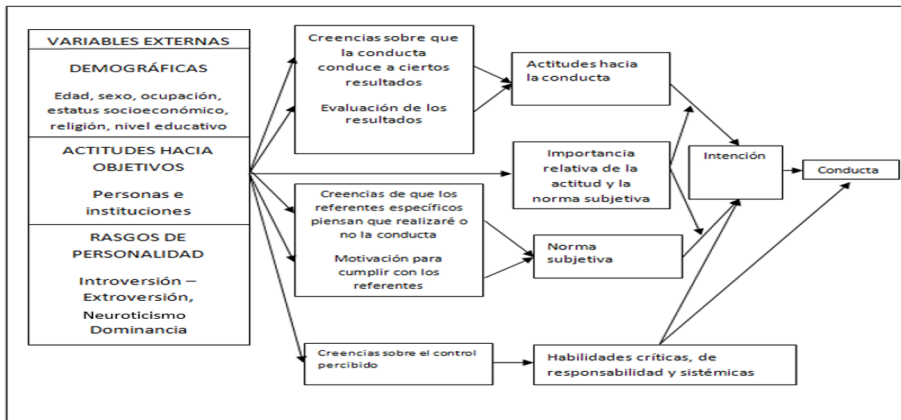 VARIABLES EXTERNAS
DEMOGRÁFICAS
Edad, sexo, ocupación,
estatus socioeconómico,
religión, nivel educativo
ACTITUDES HACIA
OBJETIVOS
Personas e
instituciones
RASGOS DE
PERSONALIDAD
Introversión –
Extroversión,
Neuroticismo
Dominancia
Creencias sobre que
la conducta
conduce a ciertos
resultados
Evaluación de los
resultados
Creencias de que los
referentes específicos
piensan que realizaré o
no la conducta
Motivación para
cumplir con los
referentes
Creencias sobre el control
percibido
Actitudes hacia
la conducta
Importancia
relativa de la
actitud y la
norma subjetiva
Norma
subjetiva
Habilidades críticas, de
responsabilidad y sistémicas
Intención
Conducta